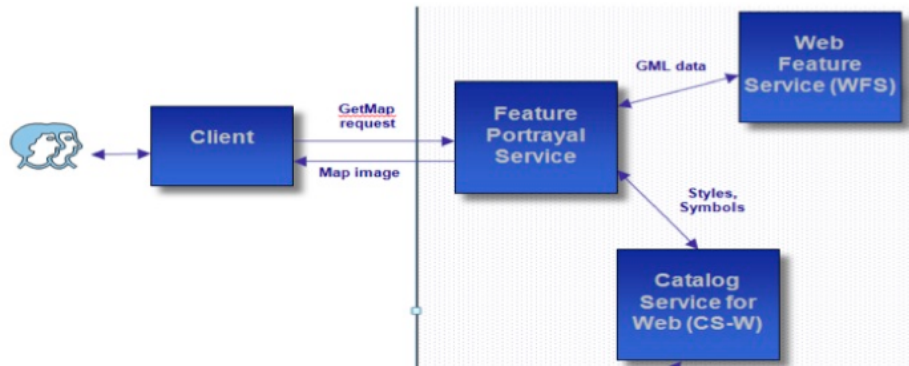 Client
GetMap
request
Map image
Feature
Portrayal
Service
GML data
Web
Feature
Service (WFS)
Styles,
Symbols
Catalog
Service for
Web (CS-W)